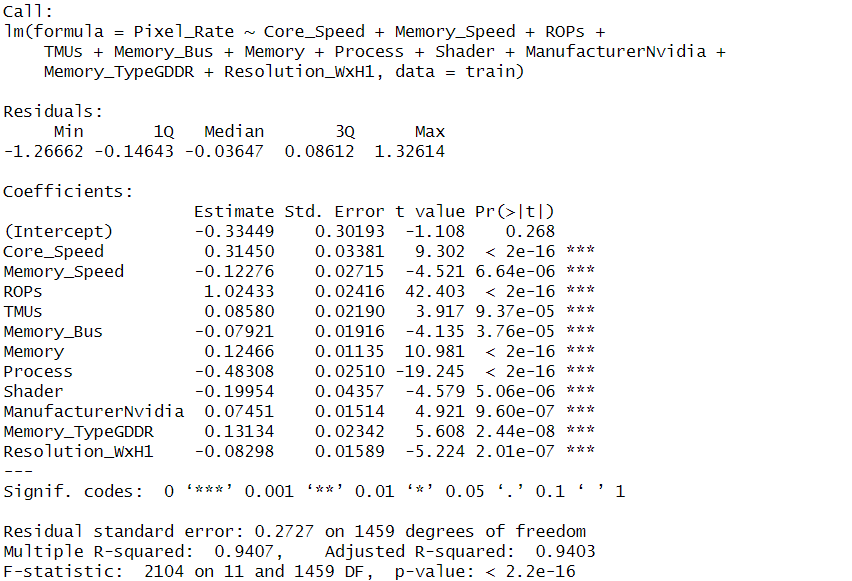 Call:
lm(formula = Pixel_Rate ~ Core_Speed + Memory_Speed + ROPs +
    TMUs + Memory_Bus + Memory + Process + Shader + ManufacturerNvidia +
    Memory_TypeGDDR + Resolution_WxH1, data = train)

Residuals:
     Min       1Q   Median       3Q      Max
-1.26662 -0.14643 -0.03647  0.08612  1.32614

Coefficients:
                   Estimate Std. Error t value Pr(>|t|)
(Intercept)        -0.33449    0.30193  -1.108    0.268
Core_Speed          0.31450    0.03381   9.302  < 2e-16 ***
Memory_Speed       -0.12276    0.02715  -4.521 6.64e-06 ***
ROPs                1.02433    0.02416  42.403  < 2e-16 ***
TMUs                0.08580    0.02190   3.917 9.37e-05 ***
Memory_Bus         -0.07921    0.01916  -4.135 3.76e-05 ***
Memory              0.12466    0.01135  10.981  < 2e-16 ***
Process            -0.48308    0.02510 -19.245  < 2e-16 ***
Shader             -0.19954    0.04357  -4.579 5.06e-06 ***
ManufacturerNvidia  0.07451    0.01514   4.921 9.60e-07 ***
Memory_TypeGDDR     0.13134    0.02342   5.608 2.44e-08 ***
Resolution_WxH1    -0.08298    0.01589  -5.224 2.01e-07 ***
---
Signif. codes:  0 ‘***’ 0.001 ‘**’ 0.01 ‘*’ 0.05 ‘.’ 0.1 ‘ ’ 1

Residual standard error: 0.2727 on 1459 degrees of freedom
Multiple R-squared:  0.9407,    Adjusted R-squared:  0.9403
F-statistic:  2104 on 11 and 1459 DF,  p-value: < 2.2e-16